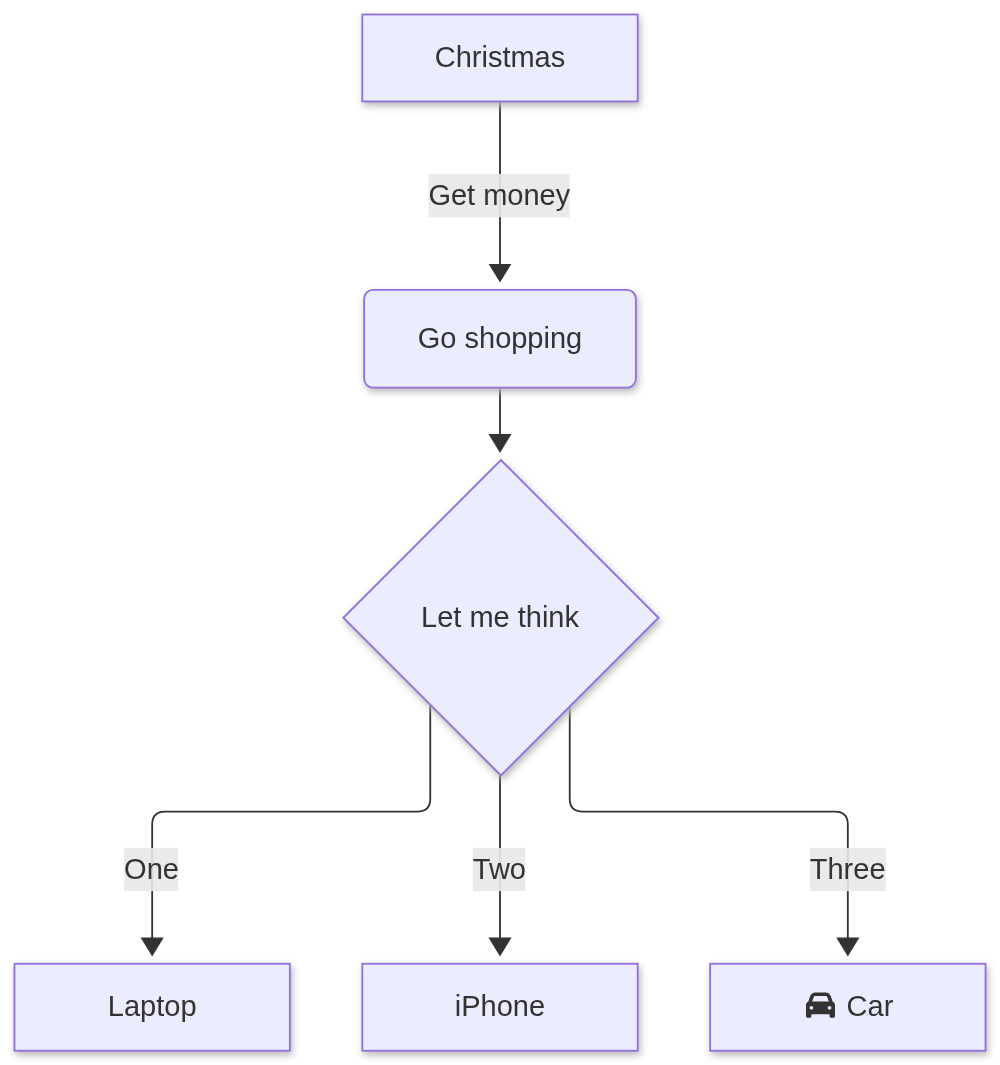 Christmas
Get money
Go shopping
Let me think
One
Two
Three
Laptop
iPhone
Car